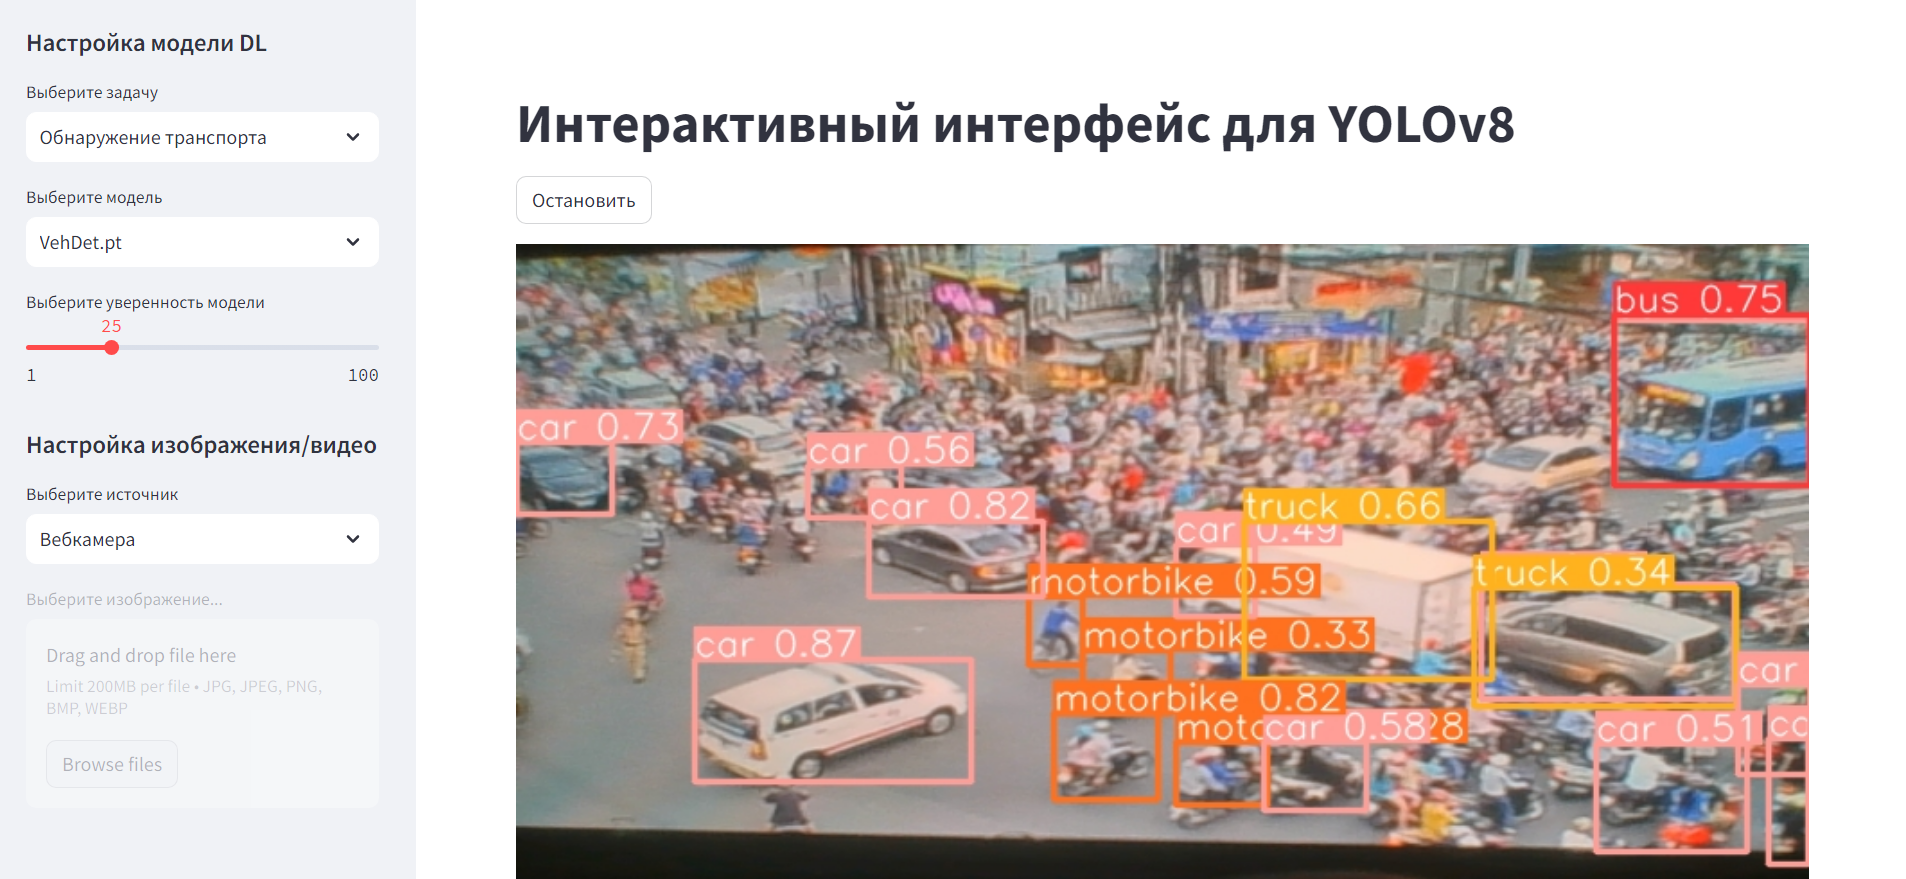 Настройка модели DL
Выберите задачу
Обнаружение транспорта
Выберите модель
VehDet.pt
Выберите уверенность модели
25
1
100
Настройка изображения/видео
Выберите источник
Вебкамера
Выберите изображение...
Drag and drop file here
Limit 200MB per file • JPG, JPEG, PNG,
BMP, WEBP
Browse files
Интерактивный интерфейс для YOLOv8
Остановить
bus 0.75
car 0.73
car 0.56
car 0.82
truck 0.66
car 0.49
truck 0.34
motorbike 0.59
motorbike 0.33
car 0.87
car
motorbike 0.82
car 0.58
car 0.51